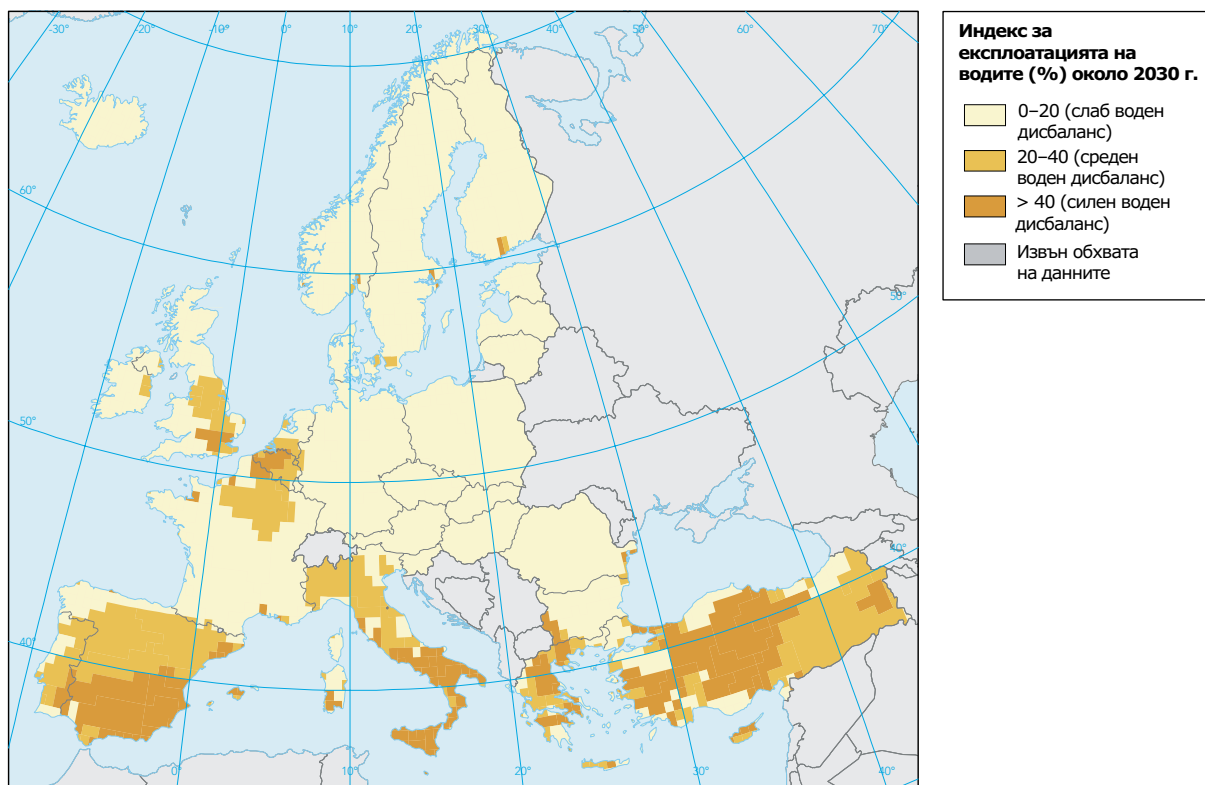 -30°
-20°
-10°
0°
10°
20°
30°
40°
50°
60°
70°
60°
50°
50°
40°
40°
0°
10°
20°
30°
40°
Индекс за
експлоатацията на
водите (%) около 2030 г.
0–20 (слаб воден
дисбаланс)
20–40 (среден
воден дисбаланс)
> 40 (силен воден
дисбаланс)
Извън обхвата
на данните